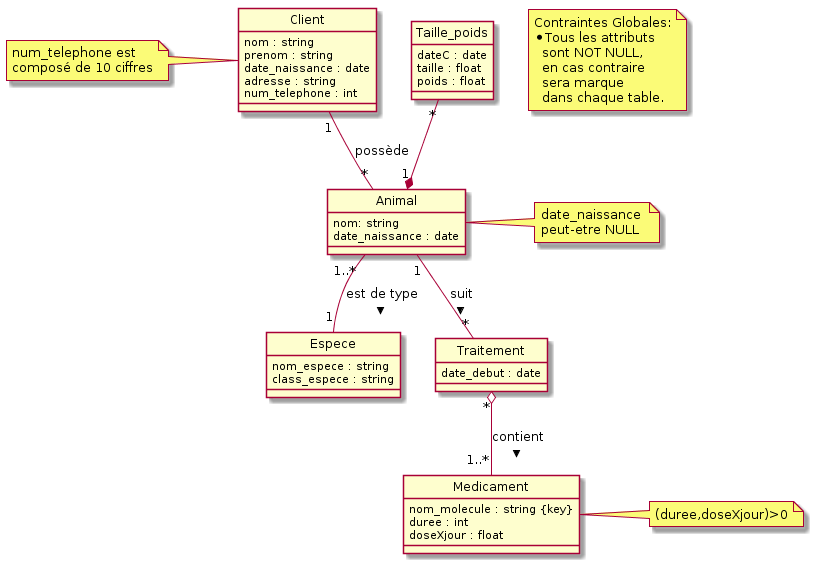 Client
nom : string
prenom : string
date_naissance : date
adresse : string
num_telephone : int
num_telephone est
composé de 10 ciffres
Taille_poids
dateC : date
taille : float
poids : float
Contraintes Globales:
•Tous les attributs
sont NOT NULL,
en cas contraire
sera marque
dans chaque table.
1
possède
*
*
1
Animal
nom: string
date_naissance : date
date_naissance
peut-etre NULL
1..*
est de type ▼
1
1
suit ▼
*
Espece
nom_espece : string
class_espece : string
Traitement
date_debut : date
*
contient ▼
1..*
Medicament
nom_molecule : string {key}
duree : int
doseXjour : float
(duree,doseXjour)>0